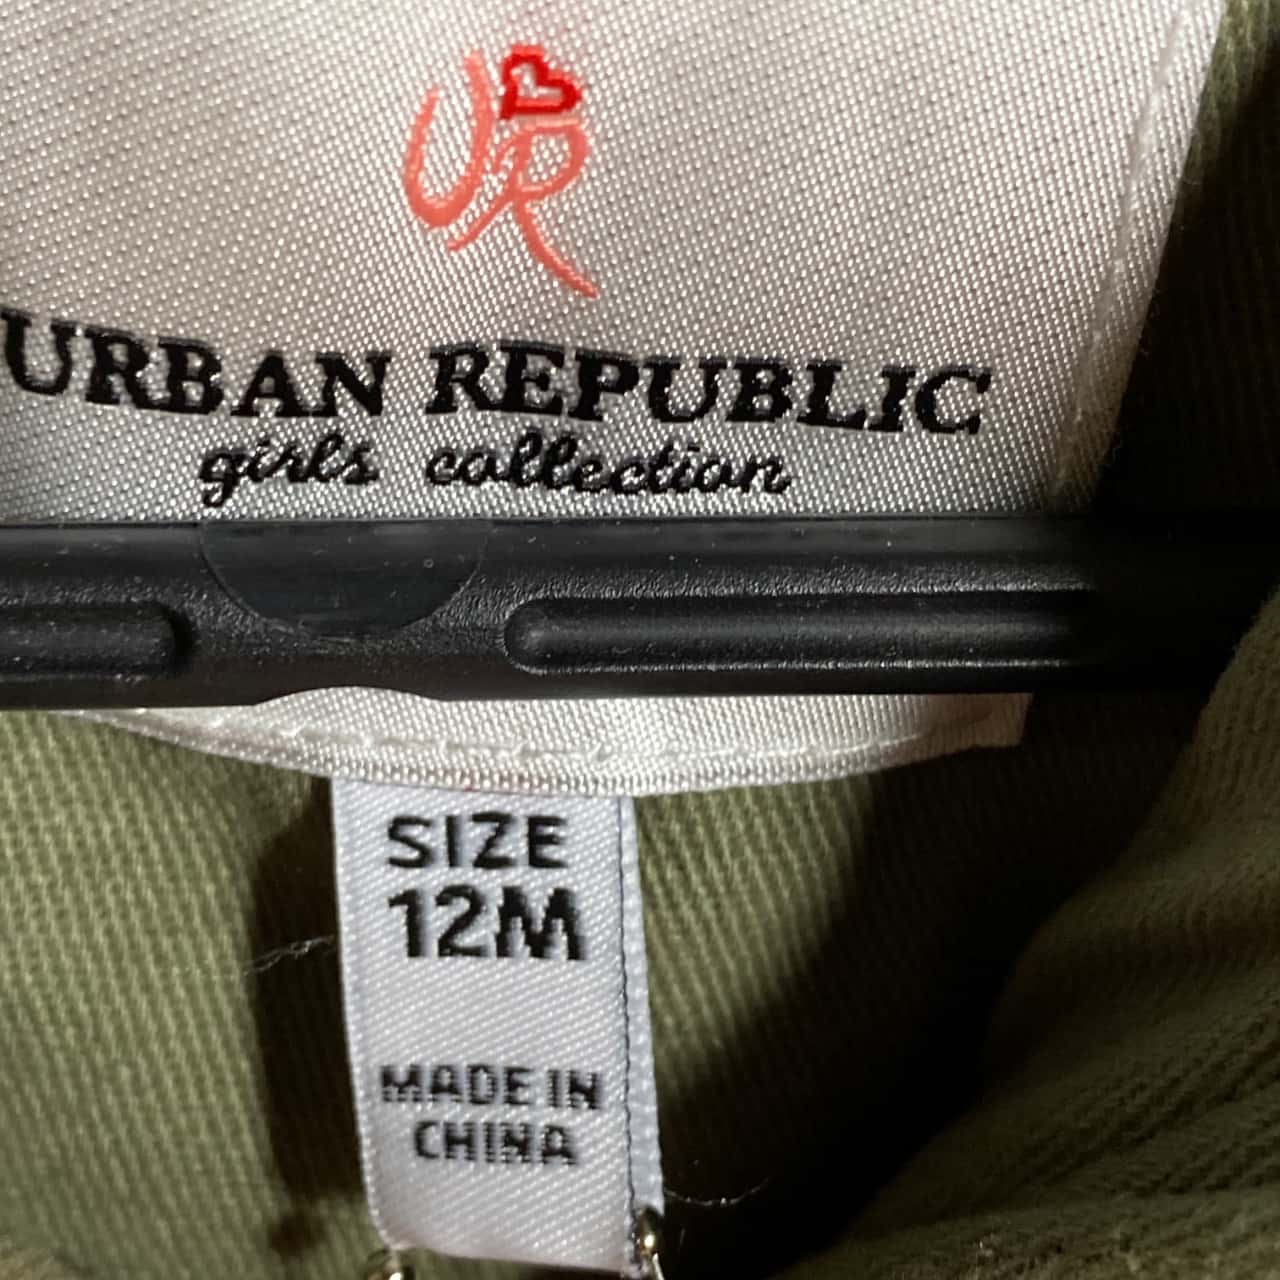 UR
URBAN REPUBLIC
girls collection
SIZE
12M
MADE IN
CHINA